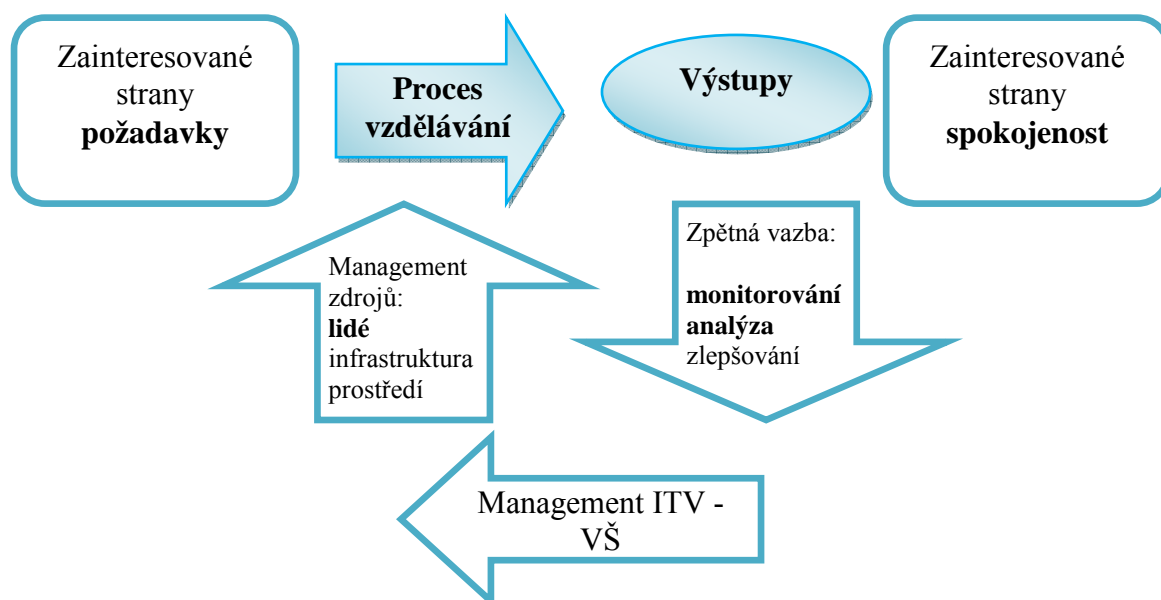 Zainteresované
strany
požadavky
Proces
vzdělávání
Výstupy
Zainteresované
strany
spokojenost
Management
zdrojů:
lidé
infrastruktura
prostředí
Zpětná vazba:
monitorování
analýza
zlepšování
Management ITV -
VŠ